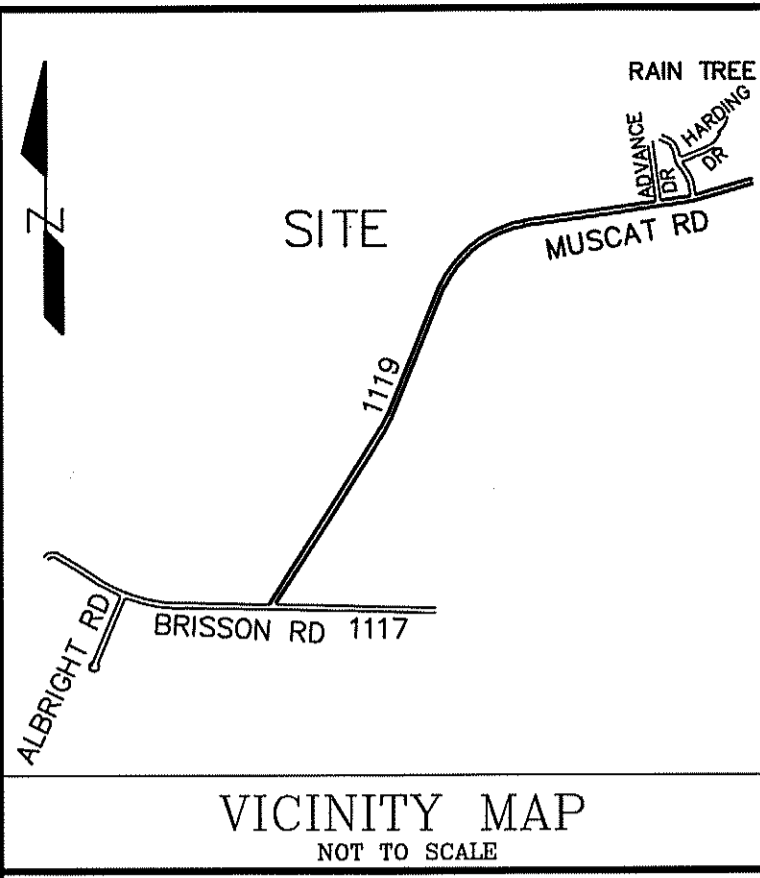 RAIN TREE
HARDING
DR
ADVANCE
DR
N
SITE
MUSCAT RD
1119
BRISSON RD 1117
ALBRIGHT RD
VICINITY MAP
NOT TO SCALE